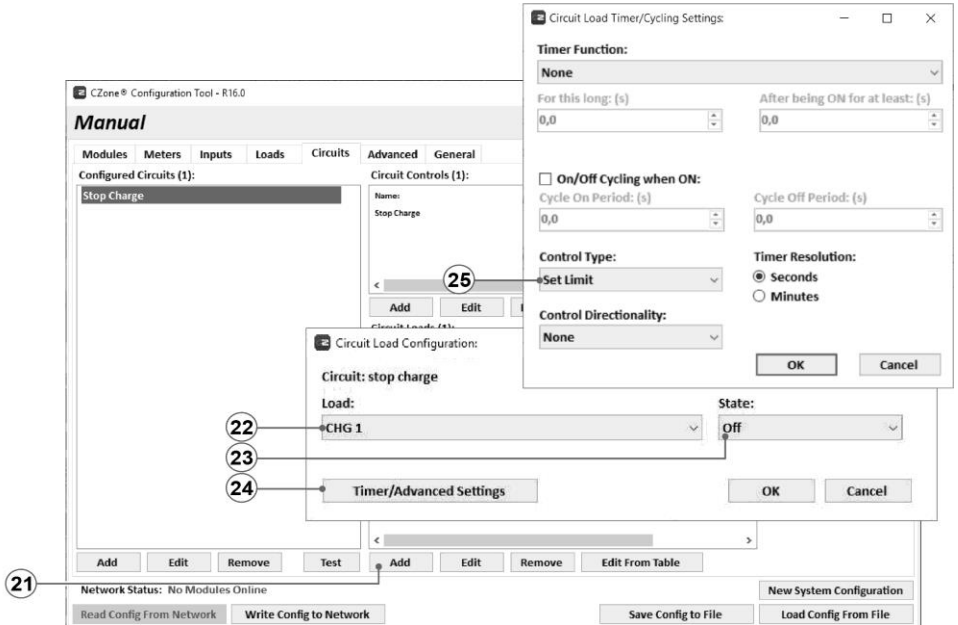 Circuit Load Timer/Cycling Settings:
Timer Function:
None
For this long: (s)
After being ON for at least: (s)
0,0
0,0
On/Off Cycling when ON:
Cycle On Period: (s)
Cycle Off Period: (s)
0,0
0,0
Control Type:
Timer Resolution:
25
Set Limit
Seconds
Minutes
Control Directionality:
None
OK
Cancel
CZone® Configuration Tool - R16.0
Manual
Modules Meters Inputs Loads Circuits Advanced General
Configured Circuits (1):
Circuit Controls (1):
Stop Charge
Name:
Stop Charge
Add Edit
Circuit Loads (1):
Circuit Load Configuration:
Circuit: stop charge
Load:
State:
22
CHG 1
Off
23
24
Timer/Advanced Settings
OK
Cancel
Add Edit Remove Test
Add Edit Remove Edit From Table
21
Network Status: No Modules Online
New System Configuration
Read Config From Network
Write Config to Network
Save Config to File
Load Config From File